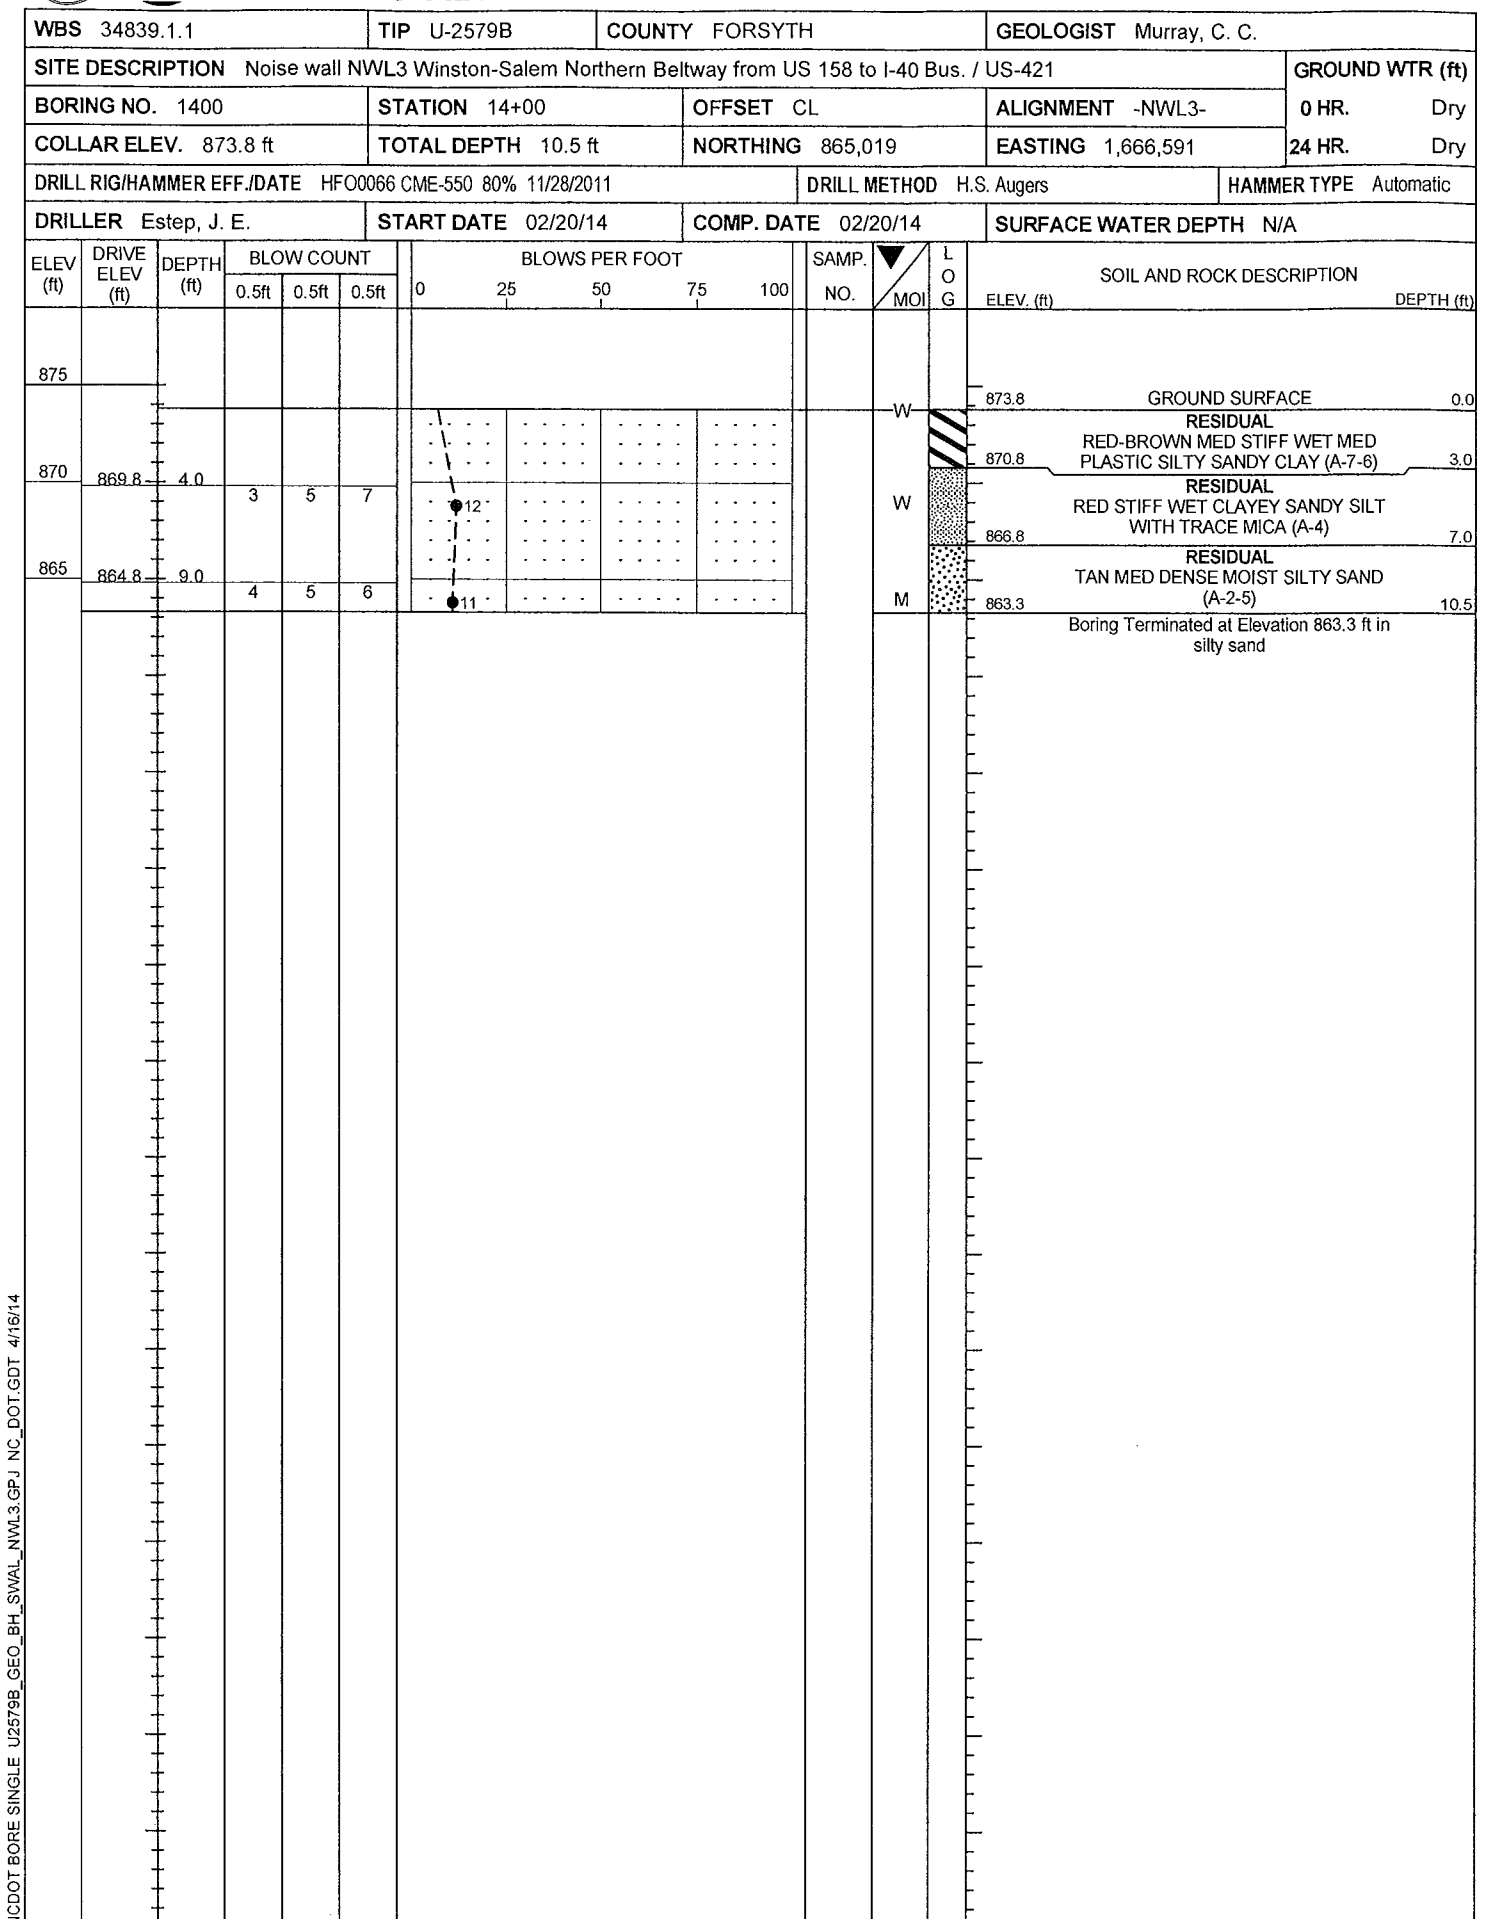 WBS 34839.1.1 TIP U-2579B COUNTY FORSYTH GEOLOGIST Murray, C. C.
SITE DESCRIPTION Noise wall NWL3 Winston-Salem Northern Beltway from US 158 to I-40 Bus. / US-421 GROUND WTR (ft)
BORING NO. 1400 STATION 14+00 OFFSET CL ALIGNMENT -NWL3- 0 HR. Dry
COLLAR ELEV. 873.8 ft TOTAL DEPTH 10.5 ft NORTHING 865,019 EASTING 1,666,591 24 HR. Dry
DRILL RIG/HAMMER EFF./DATE HFO0066 CME-550 80% 11/28/2011 DRILL METHOD H.S. Augers HAMMER TYPE Automatic
DRILLER Estep, J. E. START DATE 02/20/14 COMP. DATE 02/20/14 SURFACE WATER DEPTH N/A
ELEV (ft) DRIVE ELEV (ft) DEPTH (ft) BLOW COUNT BLOWS PER FOOT SAMP. NO. MOI LOG SOIL AND ROCK DESCRIPTION
0.5ft 0.5ft 0.5ft 0 25 50 75 100 ELEV. (ft) DEPTH (ft)
875
W 873.8 GROUND SURFACE 0.0
RESIDUAL
RED-BROWN MED STIFF WET MED
870.8 PLASTIC SILTY SANDY CLAY (A-7-6) 3.0
870 869.8 4.0 RESIDUAL
3 5 7 12 W RED STIFF WET CLAYEY SANDY SILT
866.8 WITH TRACE MICA (A-4) 7.0
RESIDUAL
865 864.8 9.0 TAN MED DENSE MOIST SILTY SAND
4 5 6 11 M 863.3 (A-2-5) 10.5
Boring Terminated at Elevation 863.3 ft in
silty sand
CDOT BORE SINGLE U2579B_GEO_BH_SWAL_NWL3.GPJ NC_DOT.GDT 4/16/14